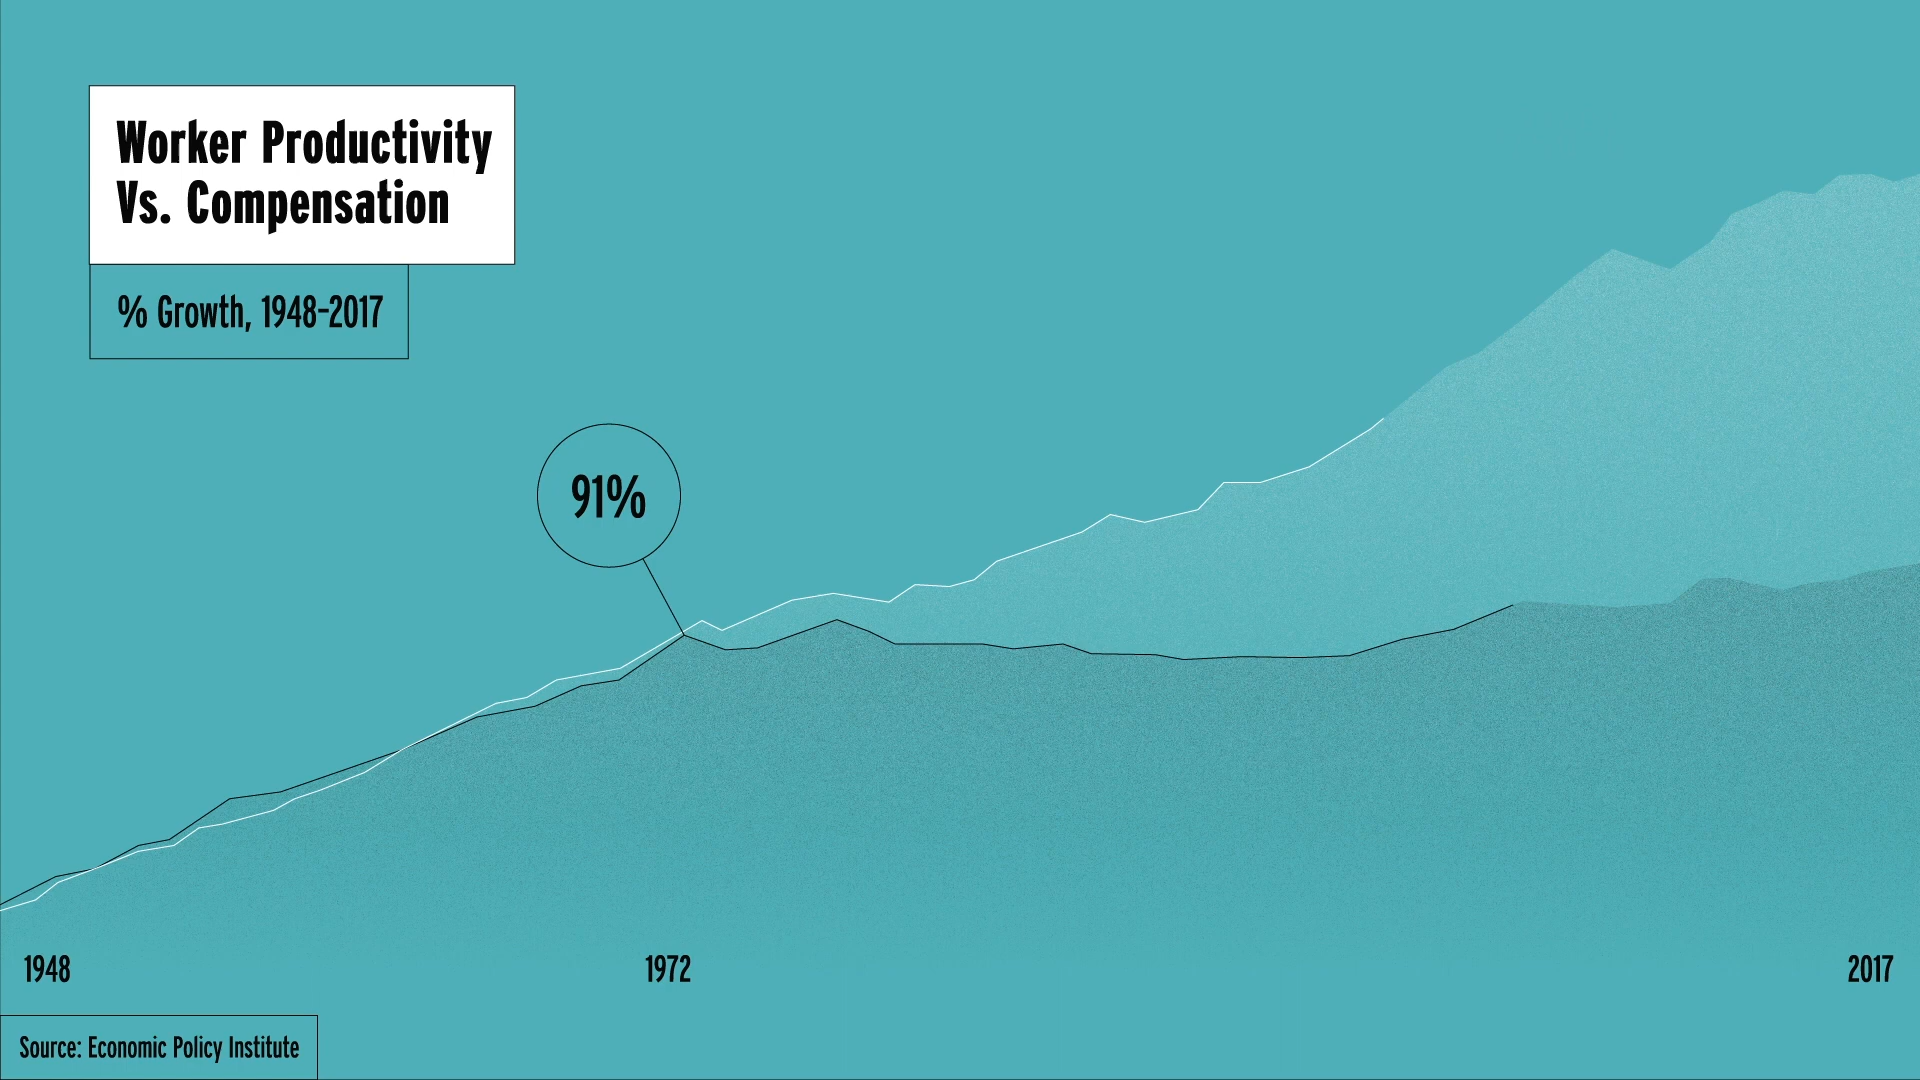 Worker Productivity
Vs. Compensation
% Growth, 1948-2017
91%
1948
1972
2017
Source: Economic Policy Institute